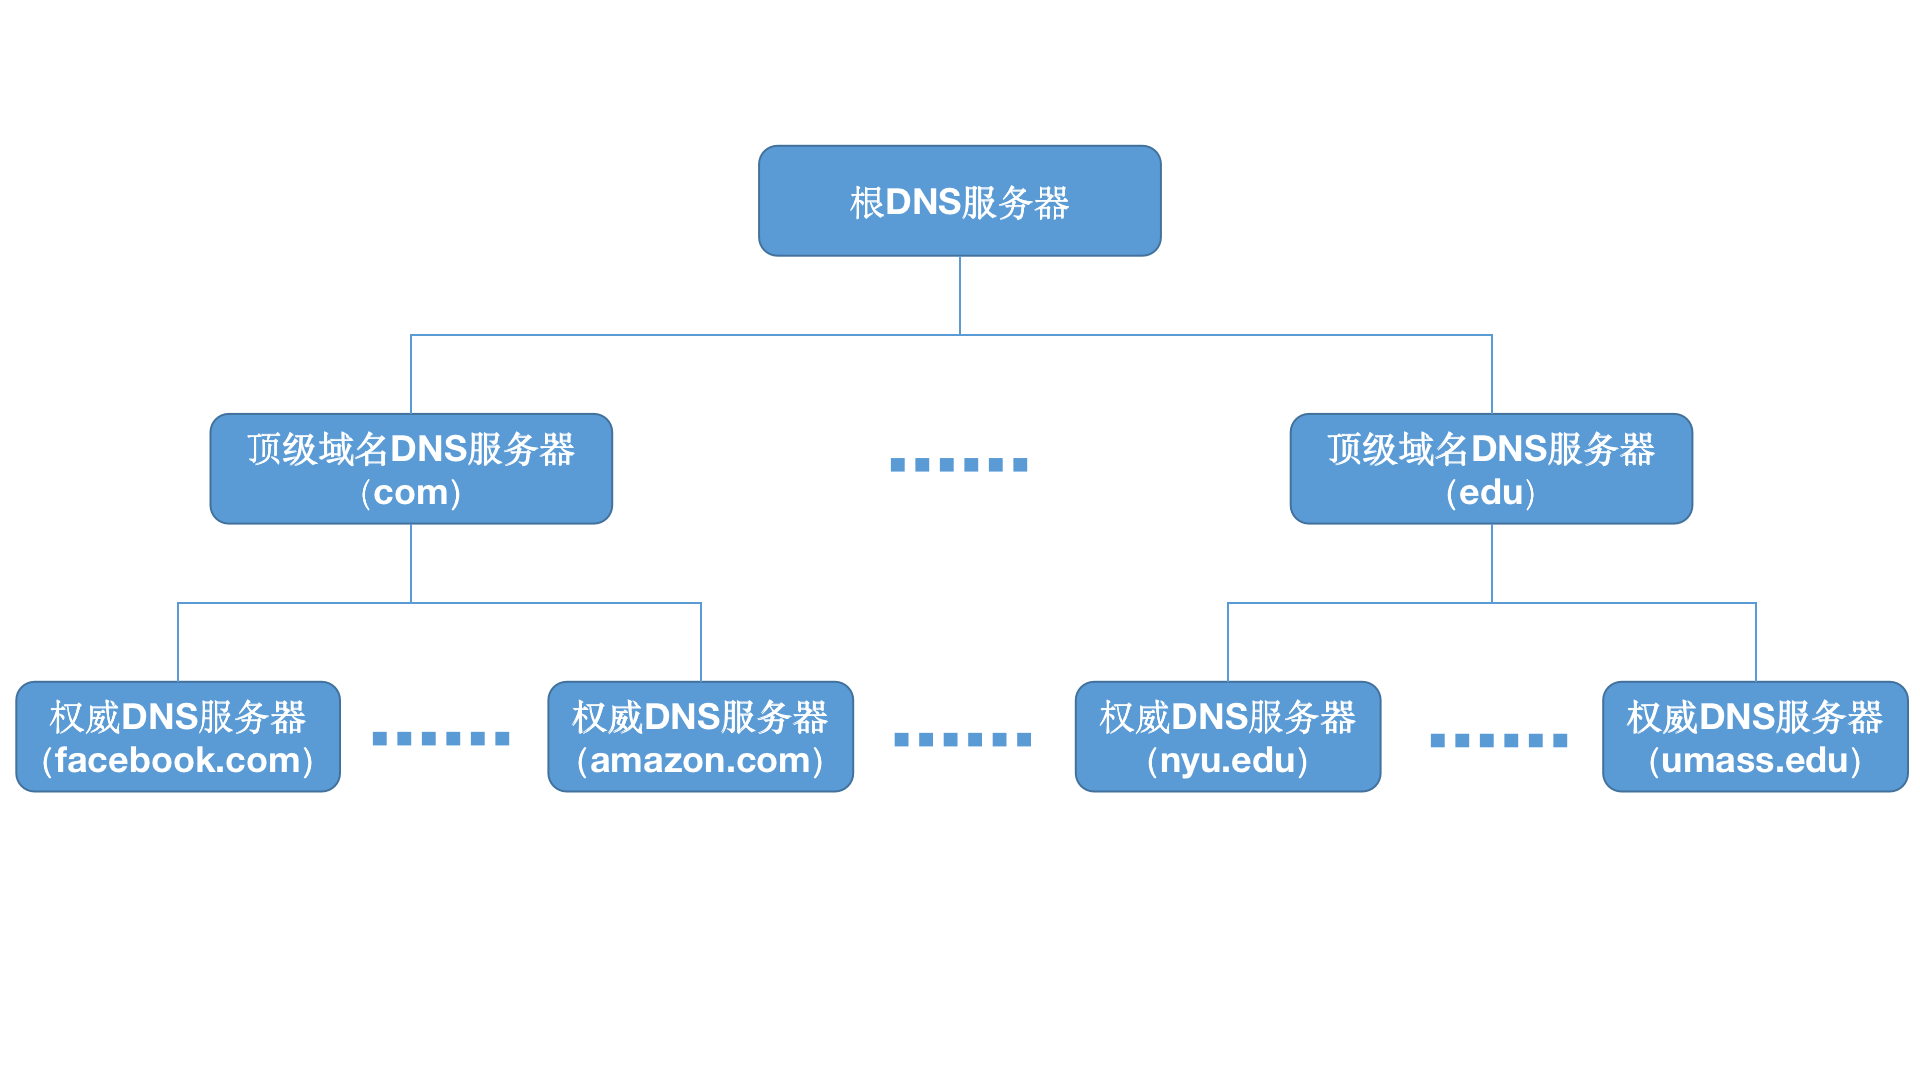 根DNS服务器
顶级域名DNS服务器
（com）
顶级域名DNS服务器
（edu）
权威DNS服务器
（facebook.com）
权威DNS服务器
（amazon.com）
权威DNS服务器
（nyu.edu）
权威DNS服务器
（umass.edu）